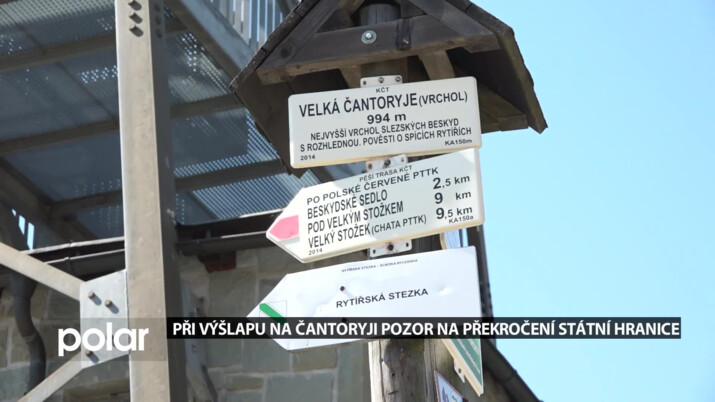 KČT
VELKÁ ČANTORYJE (VRCHOL)
994 m
NEJVYŠŠÍ VRCHOL SLEZSKÝCH BESKYD
S ROZHLEDNOU. POVĚSTI O SPÍCÍCH RYTÍŘÍCH
2014 KA150m
PĚŠÍ TRASA KČT
PO POLSKÉ ČERVENÉ PTTK
BESKYDSKÉ SEDLO 2,5 km
POD VELKÝM STOŽKEM 9 km
VELKÝ STOŽEK (CHATA PTTK) 9,5 km
2014 KA150a
RYTÍŘSKÁ STEZKA
polar
PŘI VÝŠLAPU NA ČANTORYJI POZOR NA PŘEKROČENÍ STÁTNÍ HRANICE